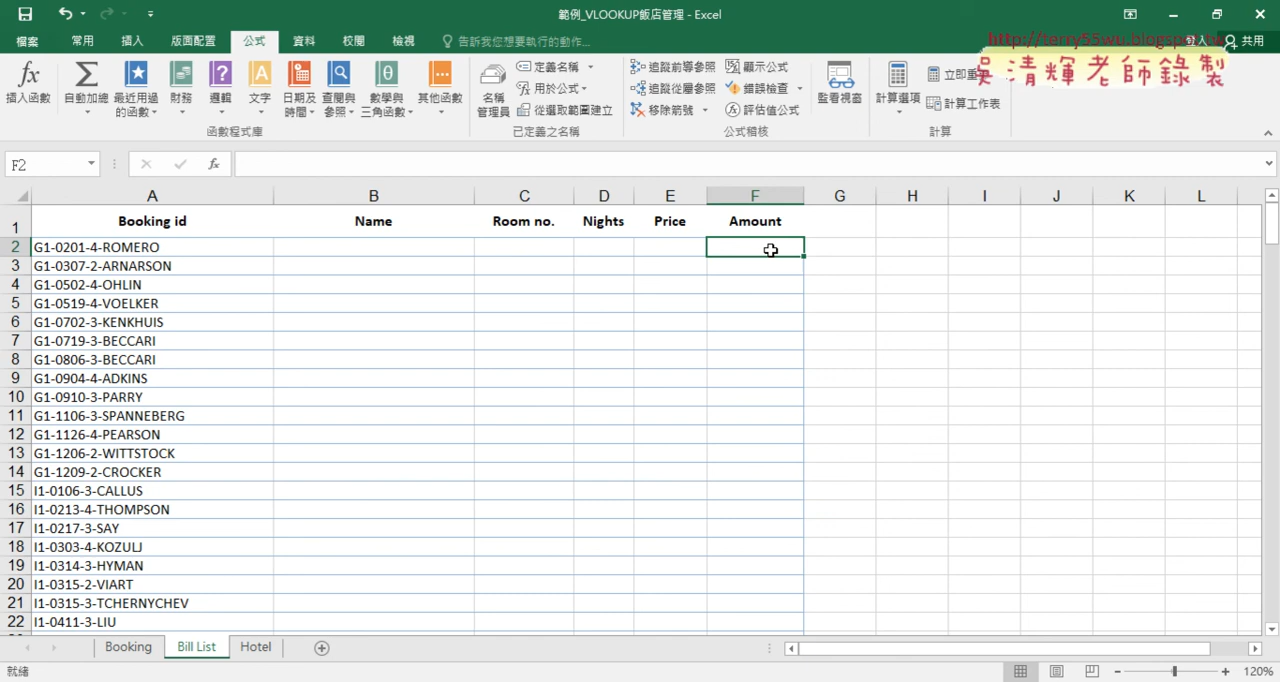 範例_VLOOKUP飯店管理 - Excel
檔案 常用 插入 版面配置 公式 資料 校閱 檢視 告訴我您想要執行的動作... 共用
http://terry55wu.blogspot.tw
吳清輝老師錄製
插入函數 自動加總 最近用過的函數 財務 邏輯 文字 日期及時間 查閱與參照 數學與三角函數 其他函數
函數程式庫
名稱管理員 定義名稱 用於公式 從選取範圍建立
已定義之名稱
追蹤前導參照 顯示公式
追蹤從屬參照 錯誤檢查
移除箭號 評估值公式
公式稽核
監看視窗
計算選項 立即重 計算工作表
計算
F2 fx
A B C D E F G H I J K L
1 Booking id Name Room no. Nights Price Amount
2 G1-0201-4-ROMERO
3 G1-0307-2-ARNARSON
4 G1-0502-4-OHLIN
5 G1-0519-4-VOELKER
6 G1-0702-3-KENKHUIS
7 G1-0719-3-BECCARI
8 G1-0806-3-BECCARI
9 G1-0904-4-ADKINS
10 G1-0910-3-PARRY
11 G1-1106-3-SPANNEBERG
12 G1-1126-4-PEARSON
13 G1-1206-2-WITTSTOCK
14 G1-1209-2-CROCKER
15 I1-0106-3-CALLUS
16 I1-0213-4-THOMPSON
17 I1-0217-3-SAY
18 I1-0303-4-KOZULJ
19 I1-0314-3-HYMAN
20 I1-0315-2-VIART
21 I1-0315-3-TCHERNYCHEV
22 I1-0411-3-LIU
Booking Bill List Hotel
就緒 120%